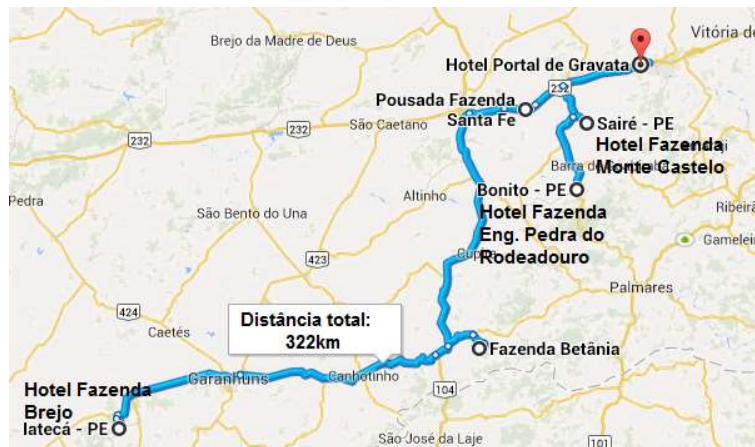 Brejo da Madre de Deus
Vitória de
Hotel Portal de Gravata
232
Pousada Fazenda
Santa Fe
São Caetano
232
232
Sairé - PE
Hotel Fazenda
Monte Castelo
Pedra
Altinho
Bonito - PE
Hotel Fazenda
Eng. Pedra do
Rodeadouro
Ribeirã
São Bento do Una
Gameleir
423
Cupira
Palmares
424
Caetés
Distância total:
322km
Fazenda Betânia
Garanhuns
Canhotinho
104
Hotel Fazenda
Brejo
Iatecá - PE
São José da Laje
101